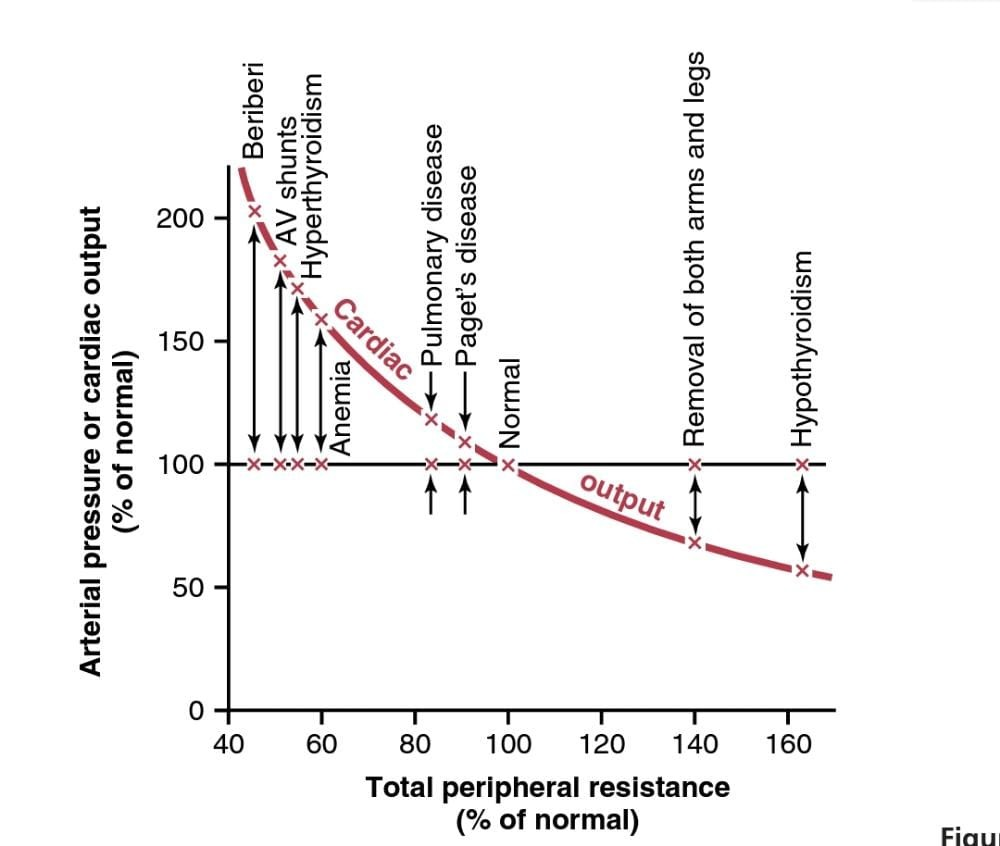 Beriberi
AV shunts
Hyperthyroidism
Anemia
Pulmonary disease
Paget's disease
Normal
Removal of both arms and legs
Hypothyroidism
Cardiac
output
Arterial pressure or cardiac output
(% of normal)
200
150
100
50
0
40 60 80 100 120 140 160
Total peripheral resistance
(% of normal)